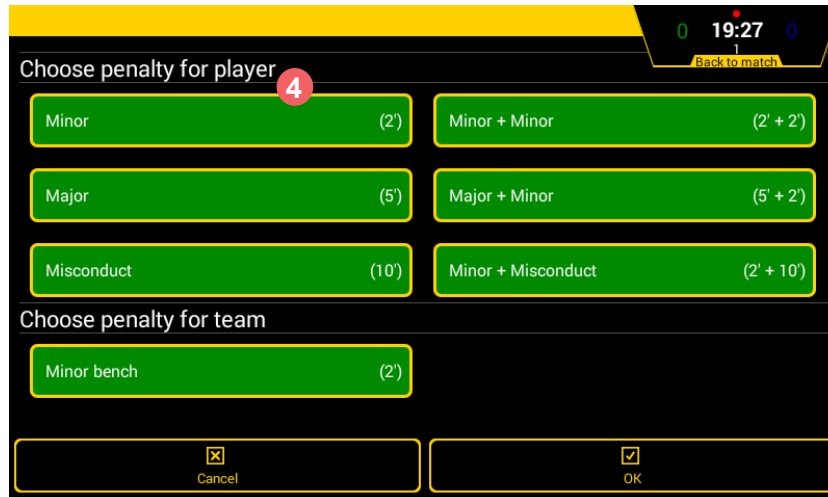 0 19:27 0
1
Back to match
Choose penalty for player
4
Minor (2')
Minor + Minor (2' + 2')
Major (5')
Major + Minor (5' + 2')
Misconduct (10')
Minor + Misconduct (2' + 10')
Choose penalty for team
Minor bench (2')
Cancel
OK